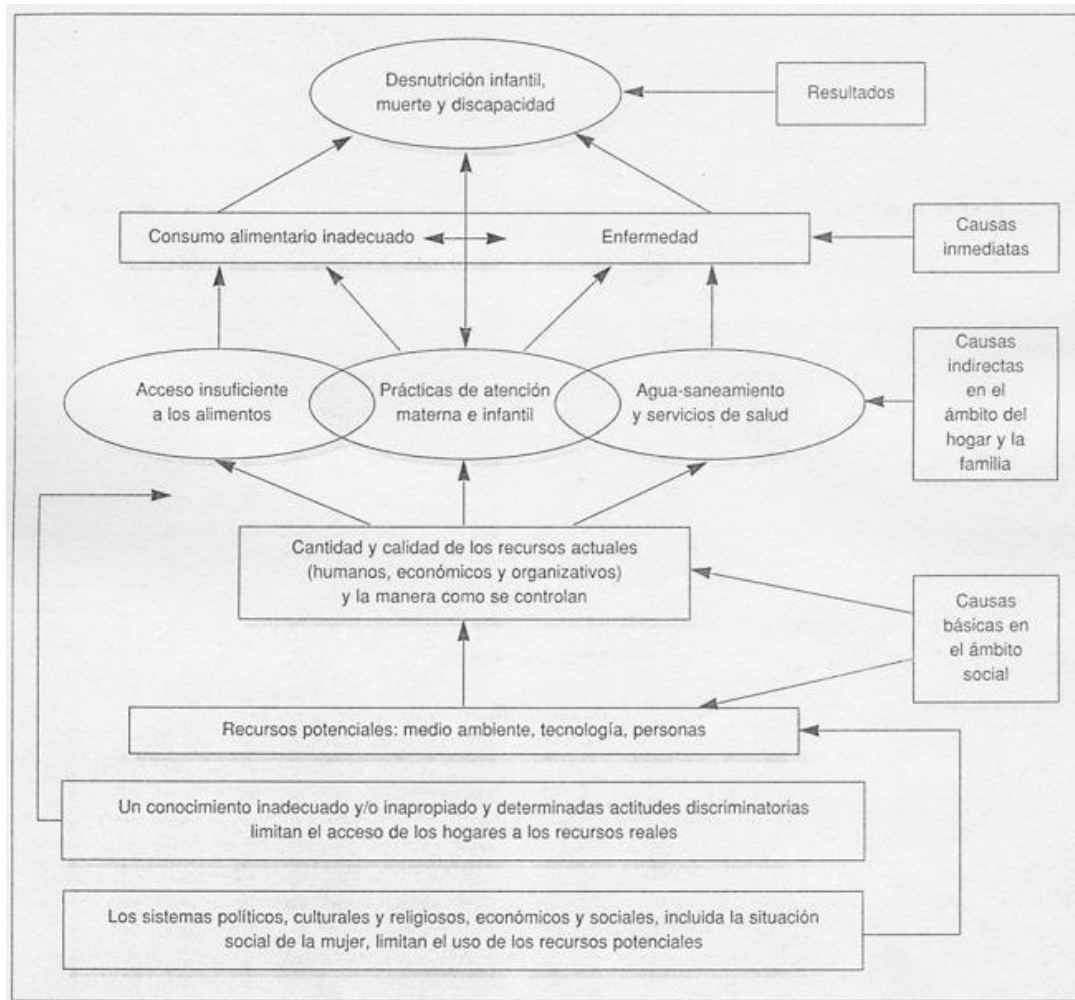 Desnutrición infantil,
muerte y discapacidad
Resultados
Consumo alimentario inadecuado
Enfermedad
Causas
inmediatas
Acceso insuficiente
a los alimentos
Prácticas de atención
materna e infantil
Agua-saneamiento
y servicios de salud
Causas
indirectas
en el
ámbito del
hogar y la
família
Cantidad y calidad de los recursos actuales
(humanos, económicos y organizativos)
y la manera como se controlan
Causas
básicas en
el ámbito
social
Recursos potenciales: medio ambiente, tecnología, personas
Un conocimiento inadecuado y/o inapropiado y determinadas actitudes discriminatorias
limitan el acceso de los hogares a los recursos reales
Los sistemas políticos, culturales y religiosos, económicos y sociales, incluida la situación
social de la mujer, limitan el uso de los recursos potenciales